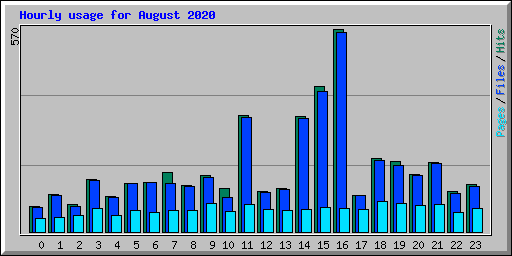 Hourly usage for August 2020
570
Pages / Files / Hits
0 1 2 3 4 5 6 7 8 9 10 11 12 13 14 15 16 17 18 19 20 21 22 23